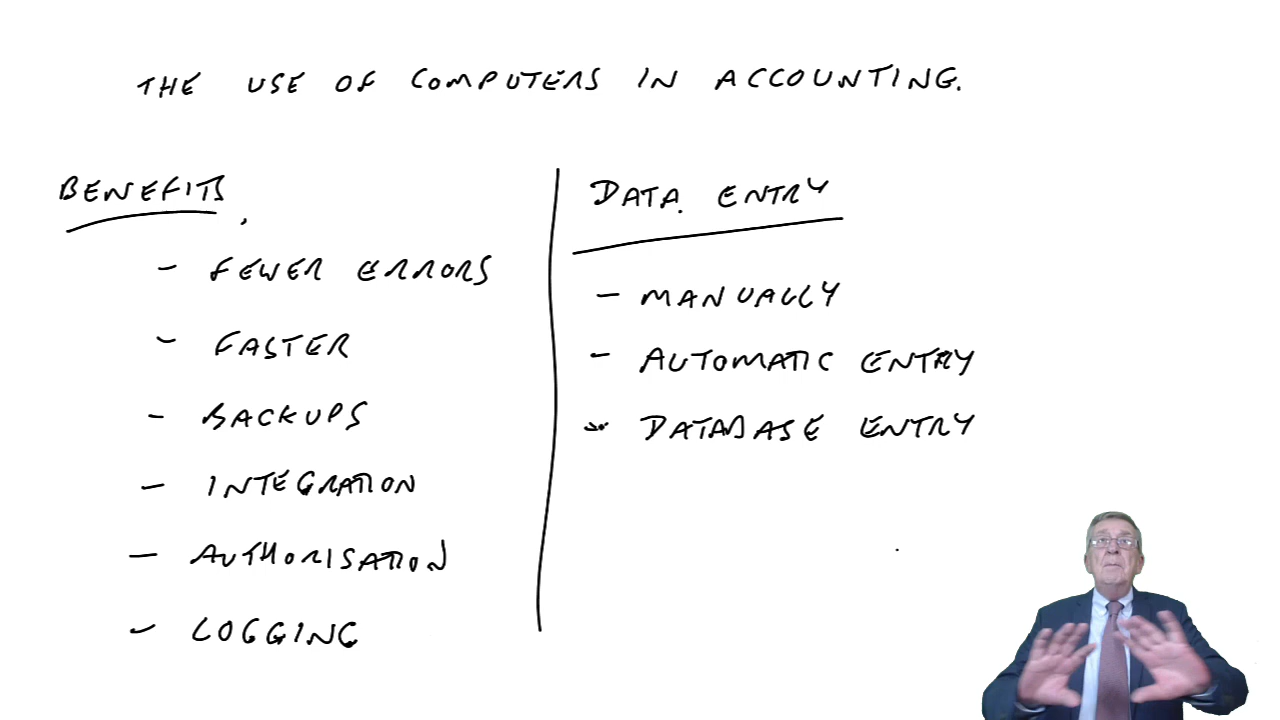 THE USE OF COMPUTERS IN ACCOUNTING.
BENEFITS
- FEWER ERRORS
- FASTER
- BACKUPS
- INTEGRATION
- AUTHORISATION
- LOGGING
DATA ENTRY
- MANUALLY
- AUTOMATIC ENTRY
- DATABASE ENTRY